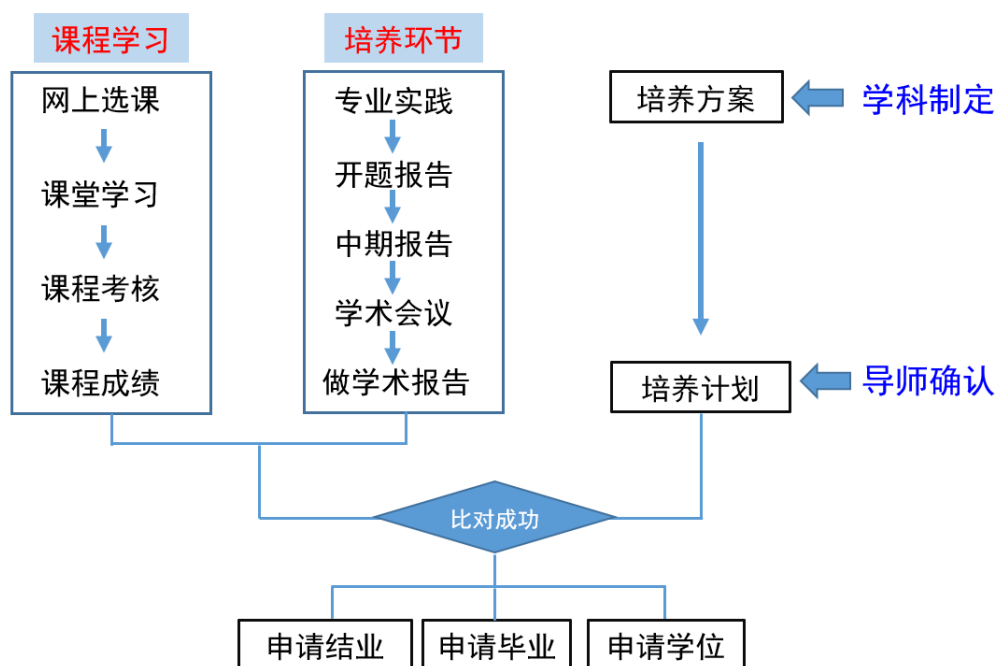 课程学习
网上选课
课堂学习
课程考核
课程成绩
培养环节
专业实践
开题报告
中期报告
学术会议
做学术报告
培养方案
学科制定
培养计划
导师确认
比对成功
申请结业
申请毕业
申请学位